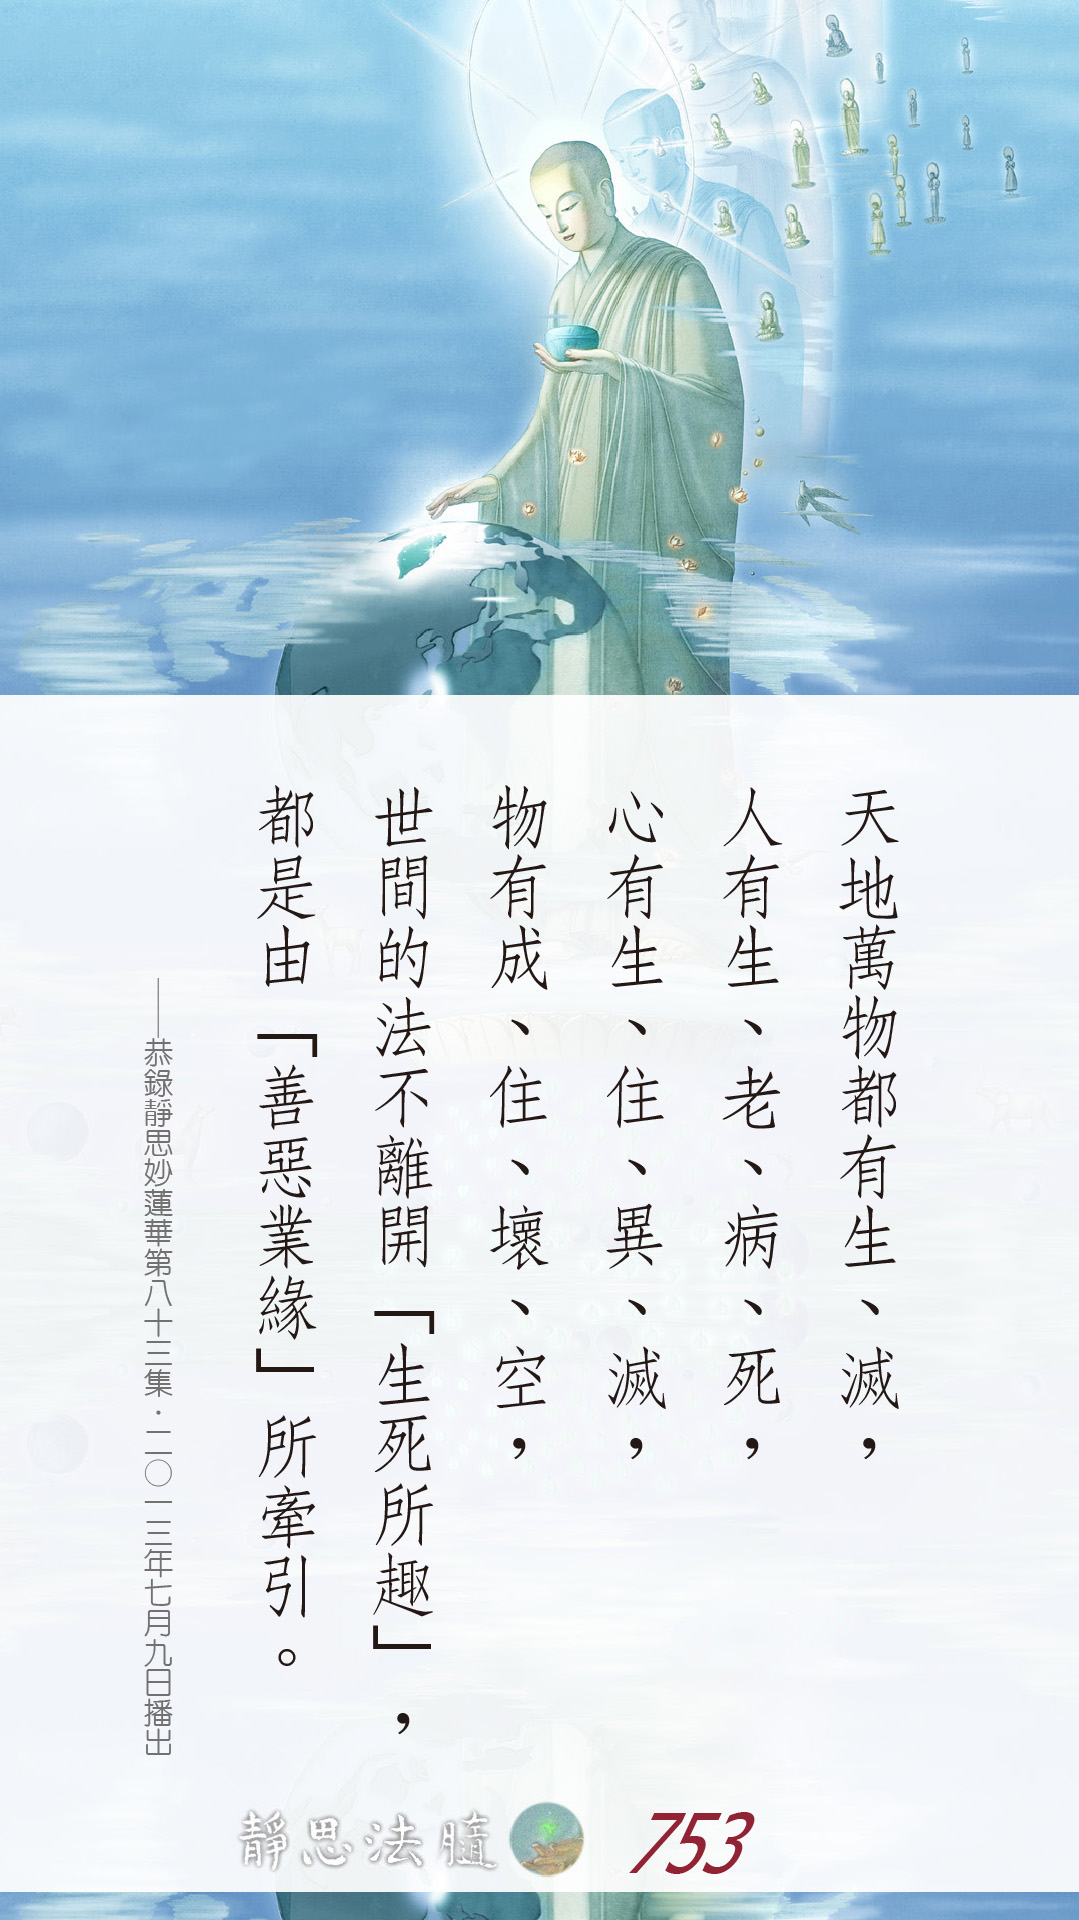 天地萬物都有生、滅，
人有生、老、病、死，
心有生、住、異、滅，
物有成、住、壞、空，
世間的法不離開「生死所趣」，
都是由「善惡業緣」所牽引。
——恭錄靜思妙蓮華第八十三集．二〇一三年七月九日播出
靜思法髓
753